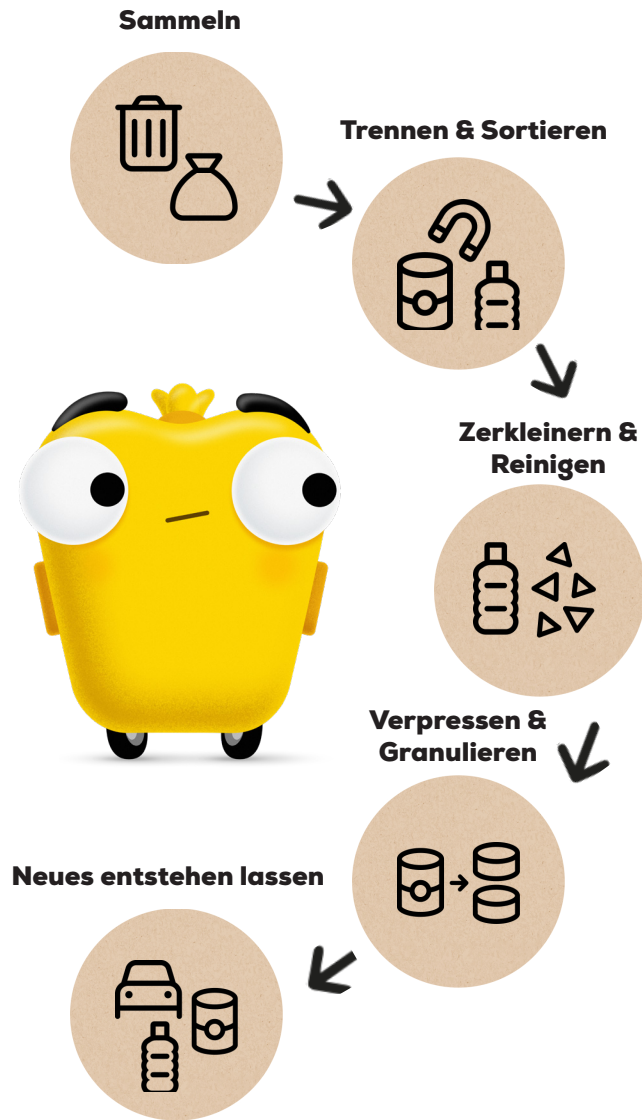 Sammeln
Trennen & Sortieren
Zerkleinern &
Reinigen
Verpressen &
Granulieren
Neues entstehen lassen